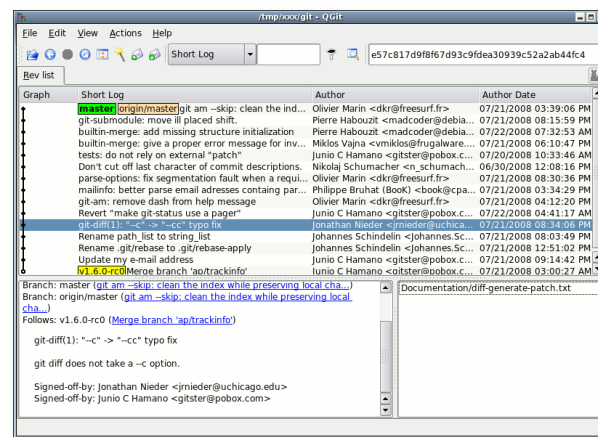 /tmp/xxx/git - QGit
File Edit View Actions Help
Short Log e57c817d9f8f67d93c9fdea30939c52a2ab44fc4
Rev list
Graph Short Log Author Author Date
master origin/master git am --skip: clean the ind... Olivier Marin <dkr@freesurf.fr> 07/21/2008 03:39:06 PM
git-submodule: move ill placed shift. Pierre Habouzit <madcoder@debia... 07/21/2008 08:15:59 PM
builtin-merge: add missing structure initialization Pierre Habouzit <madcoder@debia... 07/22/2008 07:32:53 AM
builtin-merge: give a proper error message for inv... Miklos Vajna <vmiklos@frugalware.... 07/21/2008 06:10:47 PM
tests: do not rely on external "patch" Junio C Hamano <gitster@pobox.c... 07/20/2008 10:33:46 AM
Don't cut off last character of commit descriptions. Nikolaj Schumacher <n_schumach... 06/30/2008 12:08:16 PM
parse-options: fix segmentation fault when a requi... Olivier Marin <dkr@freesurf.fr> 07/21/2008 08:30:36 PM
mailinfo: better parse email adresses containg par... Philippe Bruhat (BooK) <book@cpa... 07/21/2008 03:34:29 PM
git-am: remove dash from help message Olivier Marin <dkr@freesurf.fr> 07/21/2008 04:12:20 PM
Revert "make git-status use a pager" Junio C Hamano <gitster@pobox.c... 07/22/2008 04:41:17 AM
git-diff(1): "--c" -> "--cc" typo fix Jonathan Nieder <jrnieder@uchica... 07/21/2008 08:34:06 PM
Rename path_list to string_list Johannes Schindelin <Johannes.Sc... 07/21/2008 08:03:49 PM
Rename .git/rebase to .git/rebase-apply Johannes Schindelin <Johannes.Sc... 07/21/2008 12:51:02 PM
Update my e-mail address Junio C Hamano <gitster@pobox.c... 07/21/2008 09:14:42 PM
v1.6.0-rc0 Merge branch 'ap/trackinfo' Junio C Hamano <gitster@pobox.c... 07/21/2008 03:00:27 AM
Branch: master (git am --skip: clean the index while preserving local cha...)
Branch: origin/master (git am --skip: clean the index while preserving local
cha...)
Follows: v1.6.0-rc0 (Merge branch 'ap/trackinfo')
git-diff(1): "--c" -> "--cc" typo fix
git diff does not take a --c option.
Signed-off-by: Jonathan Nieder <jrnieder@uchicago.edu>
Signed-off-by: Junio C Hamano <gitster@pobox.com>
Documentation/diff-generate-patch.txt